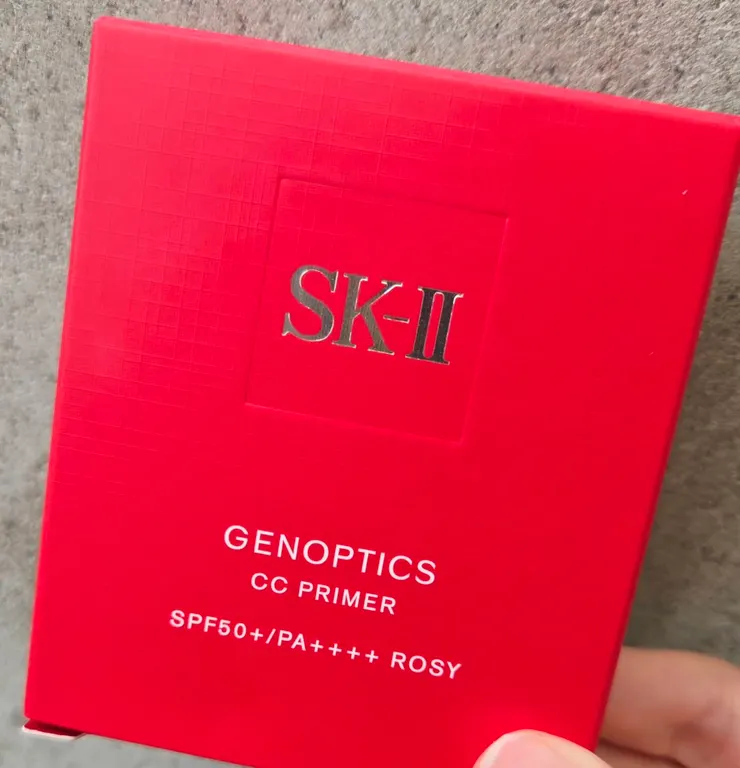 SK-II
GENOPTICS
CC PRIMER
SPF50+/PA++++ ROSY